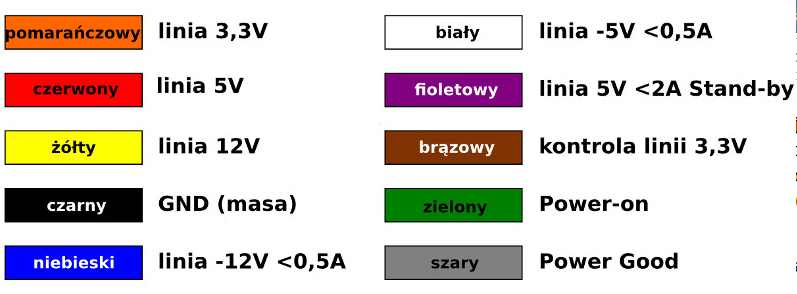 pomarańczowy linia 3,3V
czerwony linia 5V
żółty linia 12V
czarny GND (masa)
niebieski linia -12V <0,5A
biały linia -5V <0,5A
fioletowy linia 5V <2A Stand-by
brązowy kontrola linii 3,3V
zielony Power-on
szary Power Good